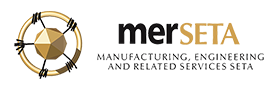 merSETA
MANUFACTURING, ENGINEERING
AND RELATED SERVICES SETA